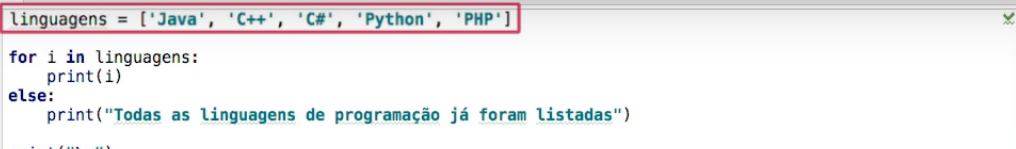 linguagens = ['Java', 'C++', 'C#', 'Python', 'PHP']
for i in linguagens:
    print(i)
else:
    print("Todas as linguagens de programação já foram listadas")